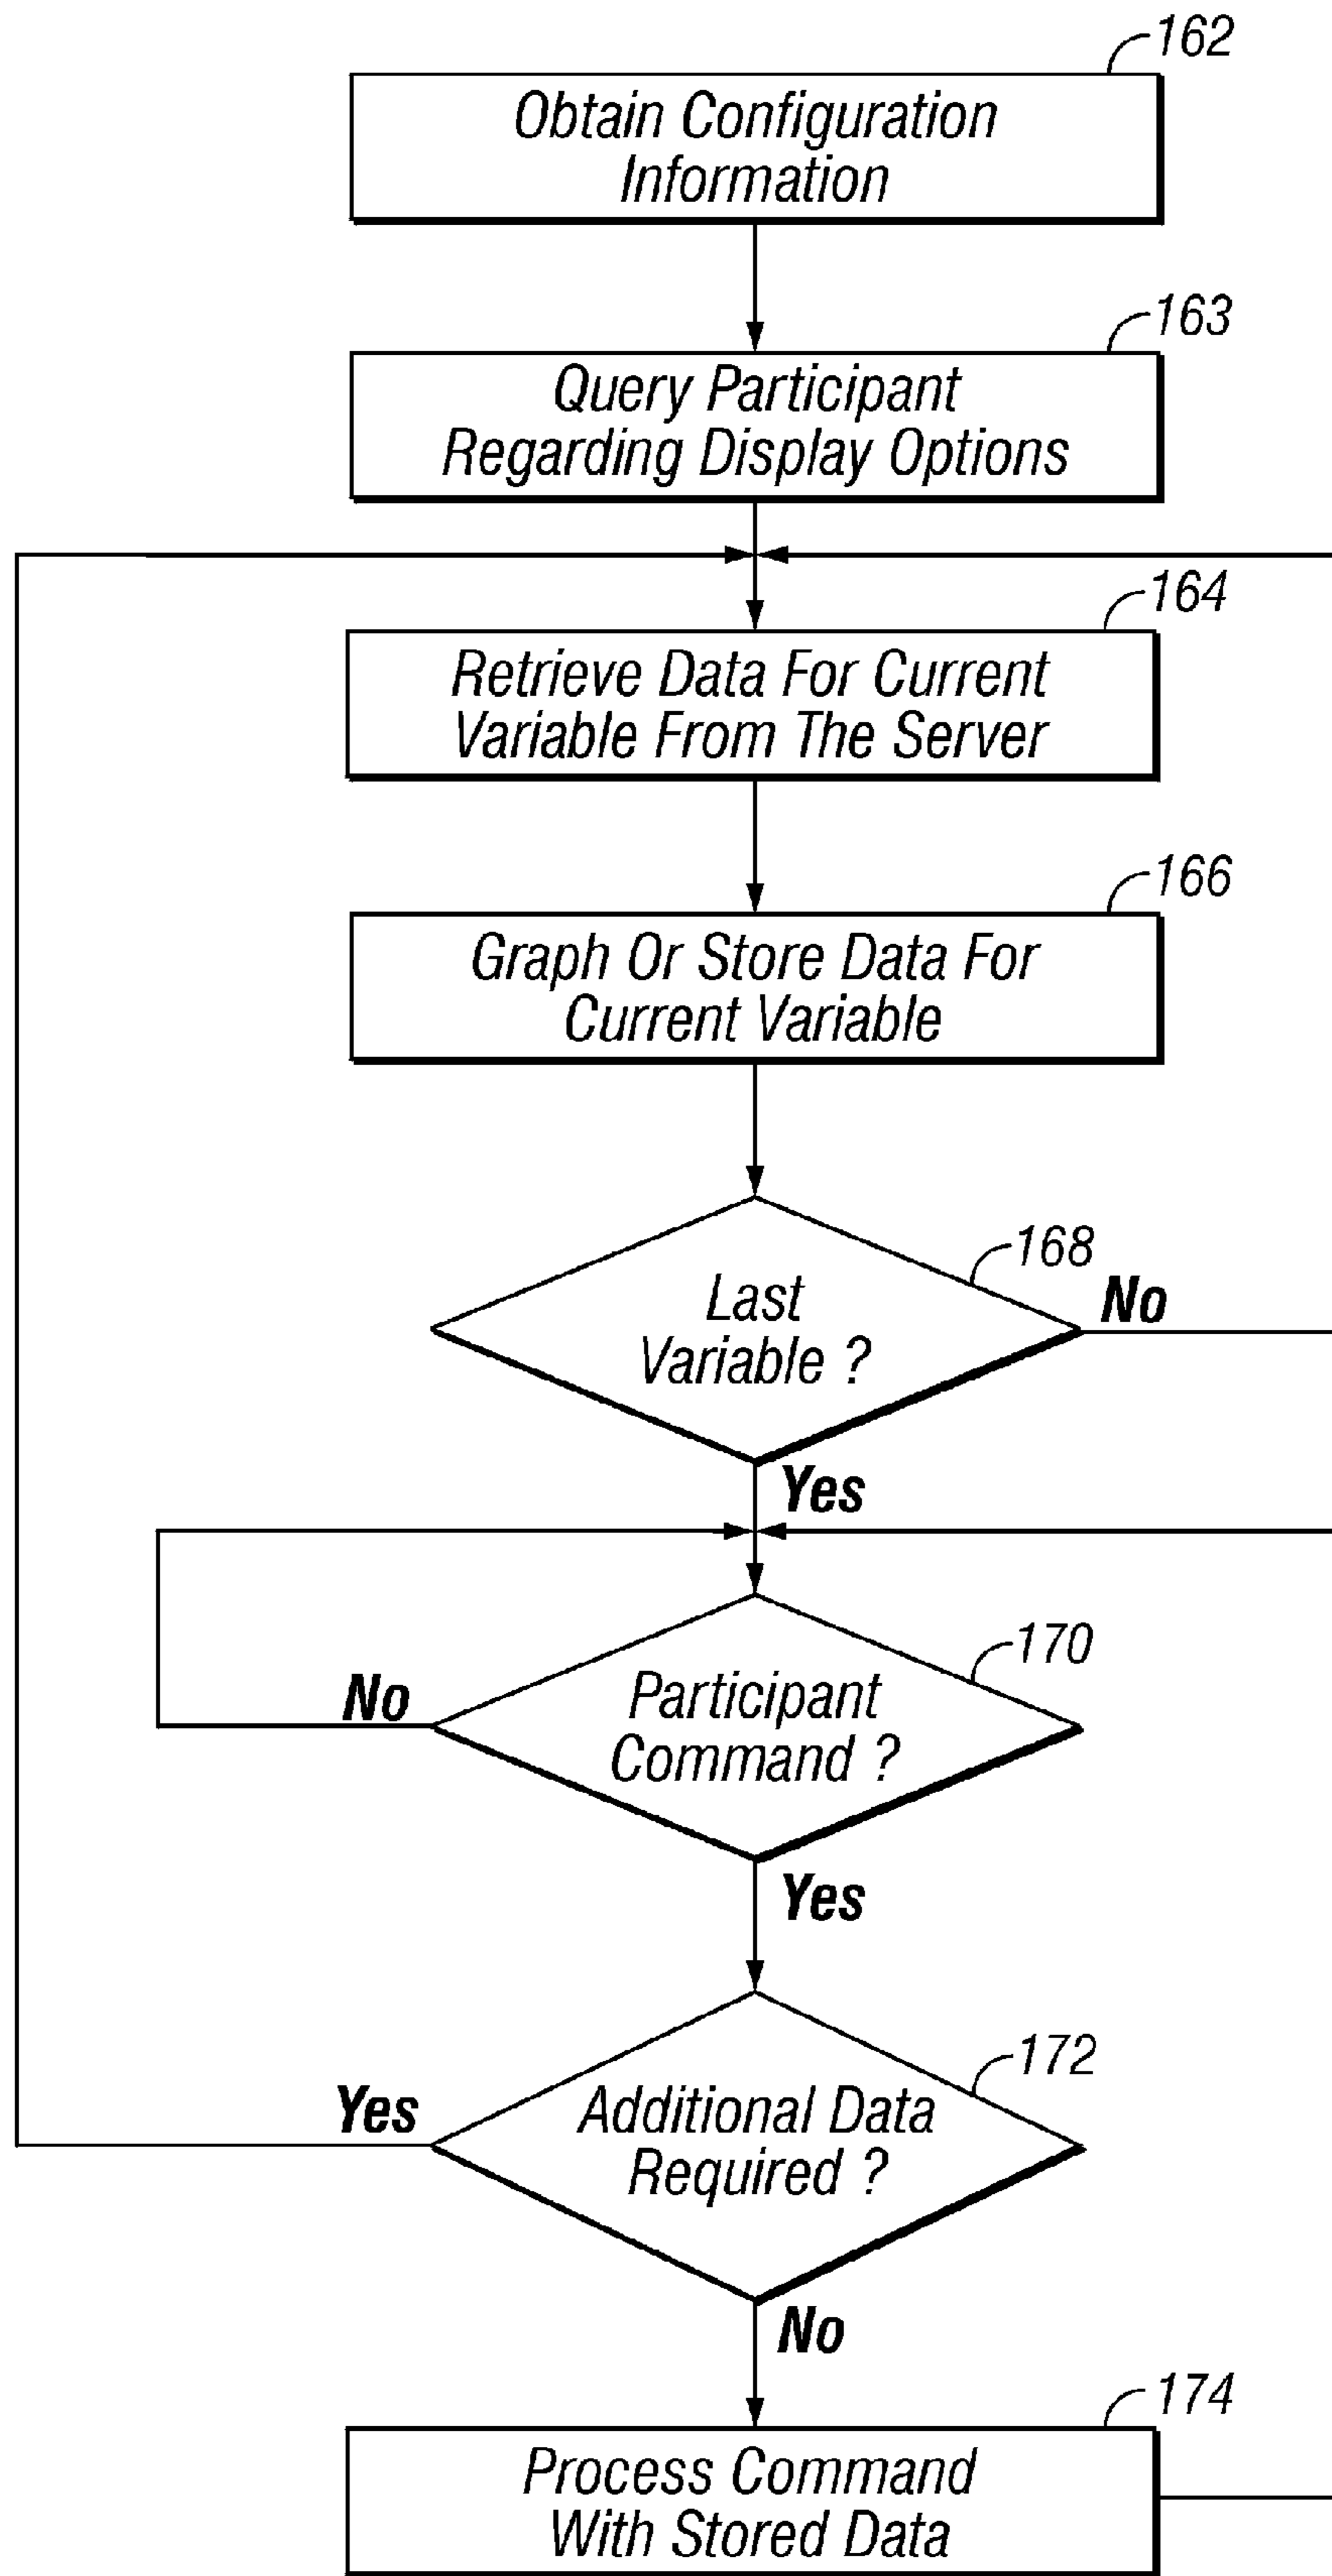 162
Obtain Configuration
Information
163
Query Participant
Regarding Display Options
164
Retrieve Data For Current
Variable From The Server
166
Graph Or Store Data For
Current Variable
168
Last
Variable ?
No
Yes
170
Participant
Command ?
No
Yes
172
Additional Data
Required ?
Yes
No
174
Process Command
With Stored Data